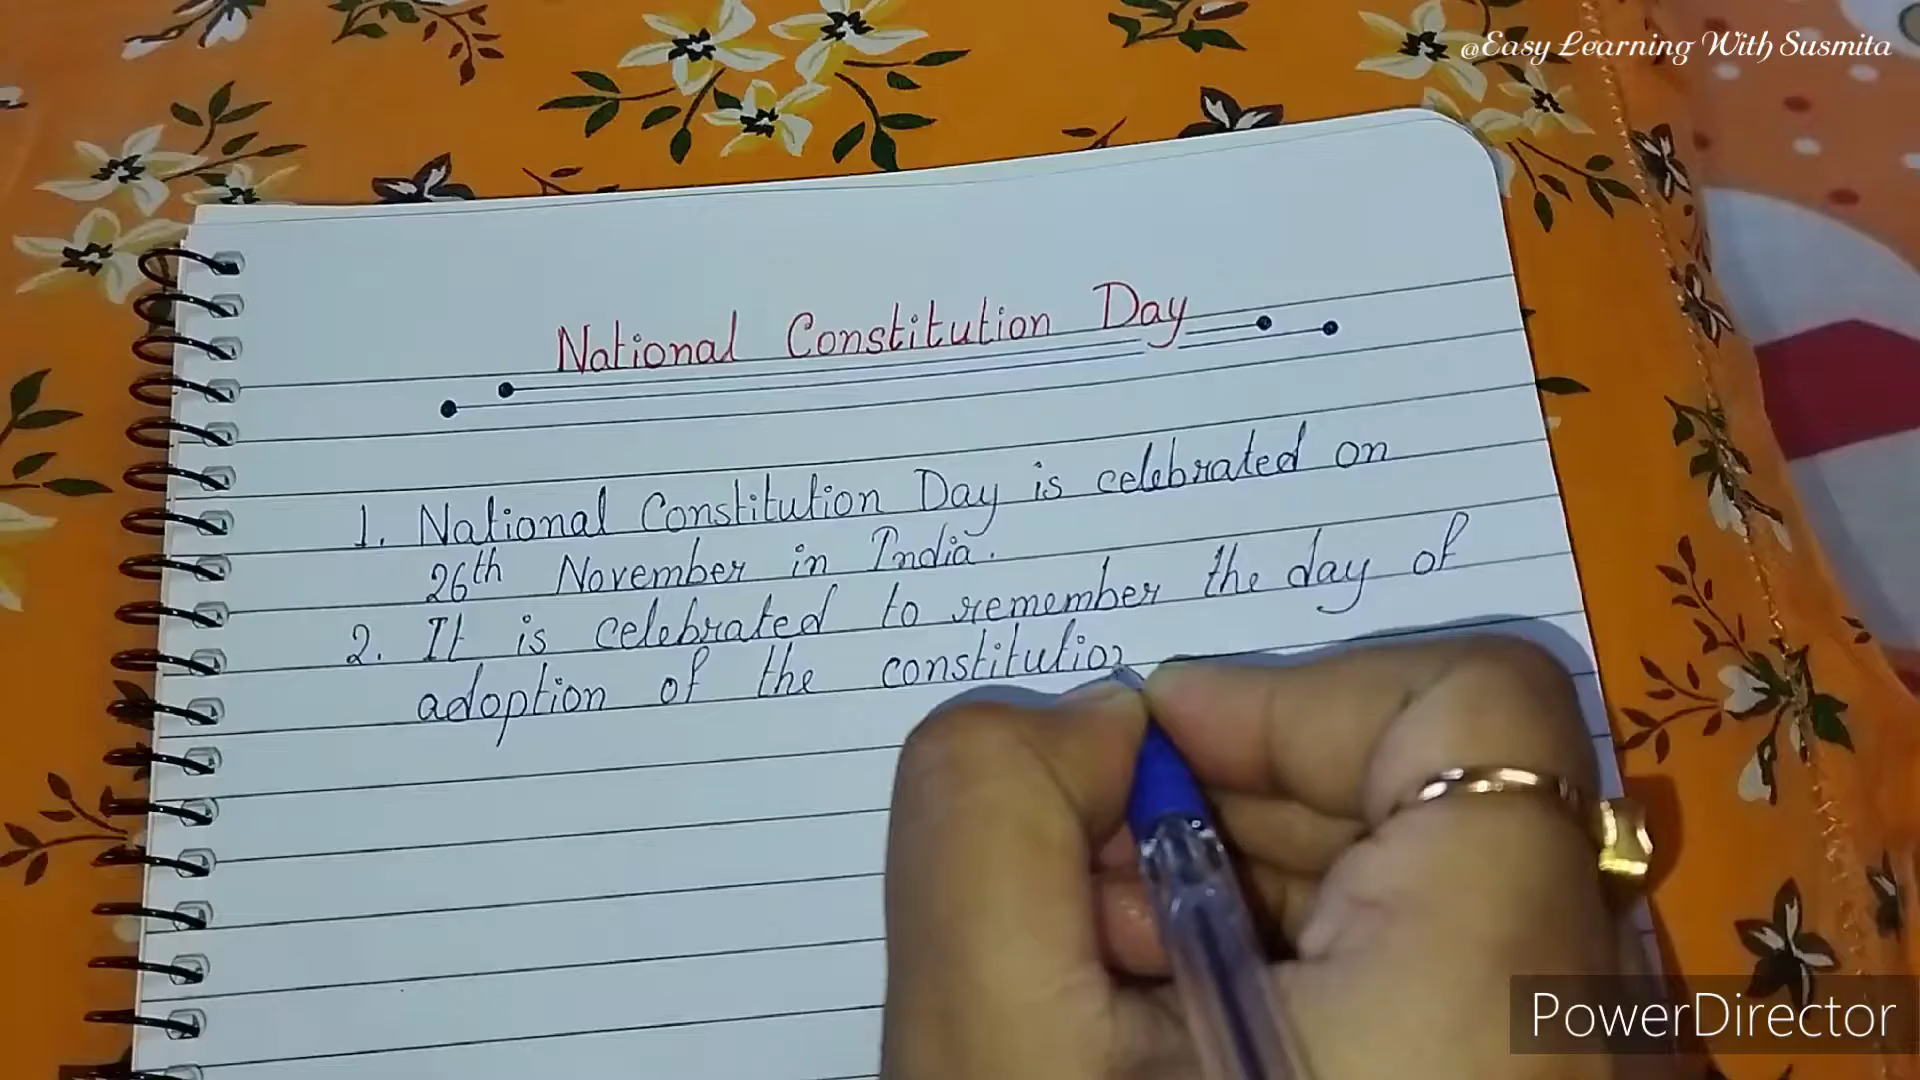 @Easy Learning With Susmita
National Constitution Day
1. National Constitution Day is celebrated on
26th November in India.
2. It is celebrated to remember the day of
adoption of the constitution
PowerDirector